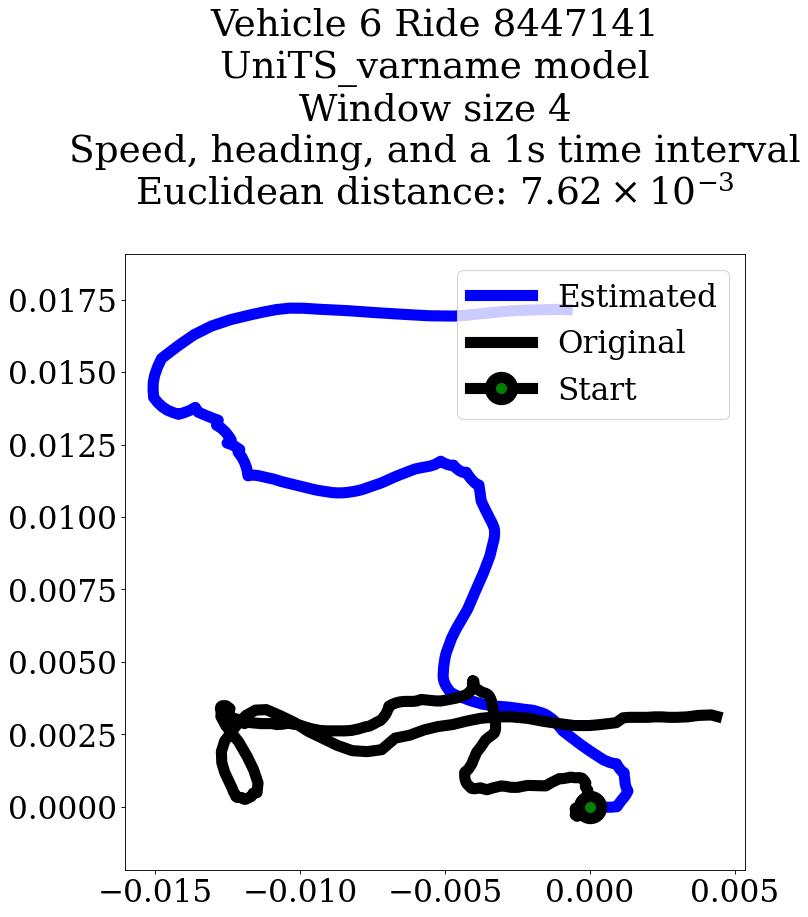 Vehicle 6 Ride 8447141
UniTS_varname model
Window size 4
Speed, heading, and a 1s time interval
Euclidean distance: 7.62 × 10⁻³
Estimated
Original
Start
0.0175
0.0150
0.0125
0.0100
0.0075
0.0050
0.0025
0.0000
−0.015 −0.010 −0.005 0.000 0.005